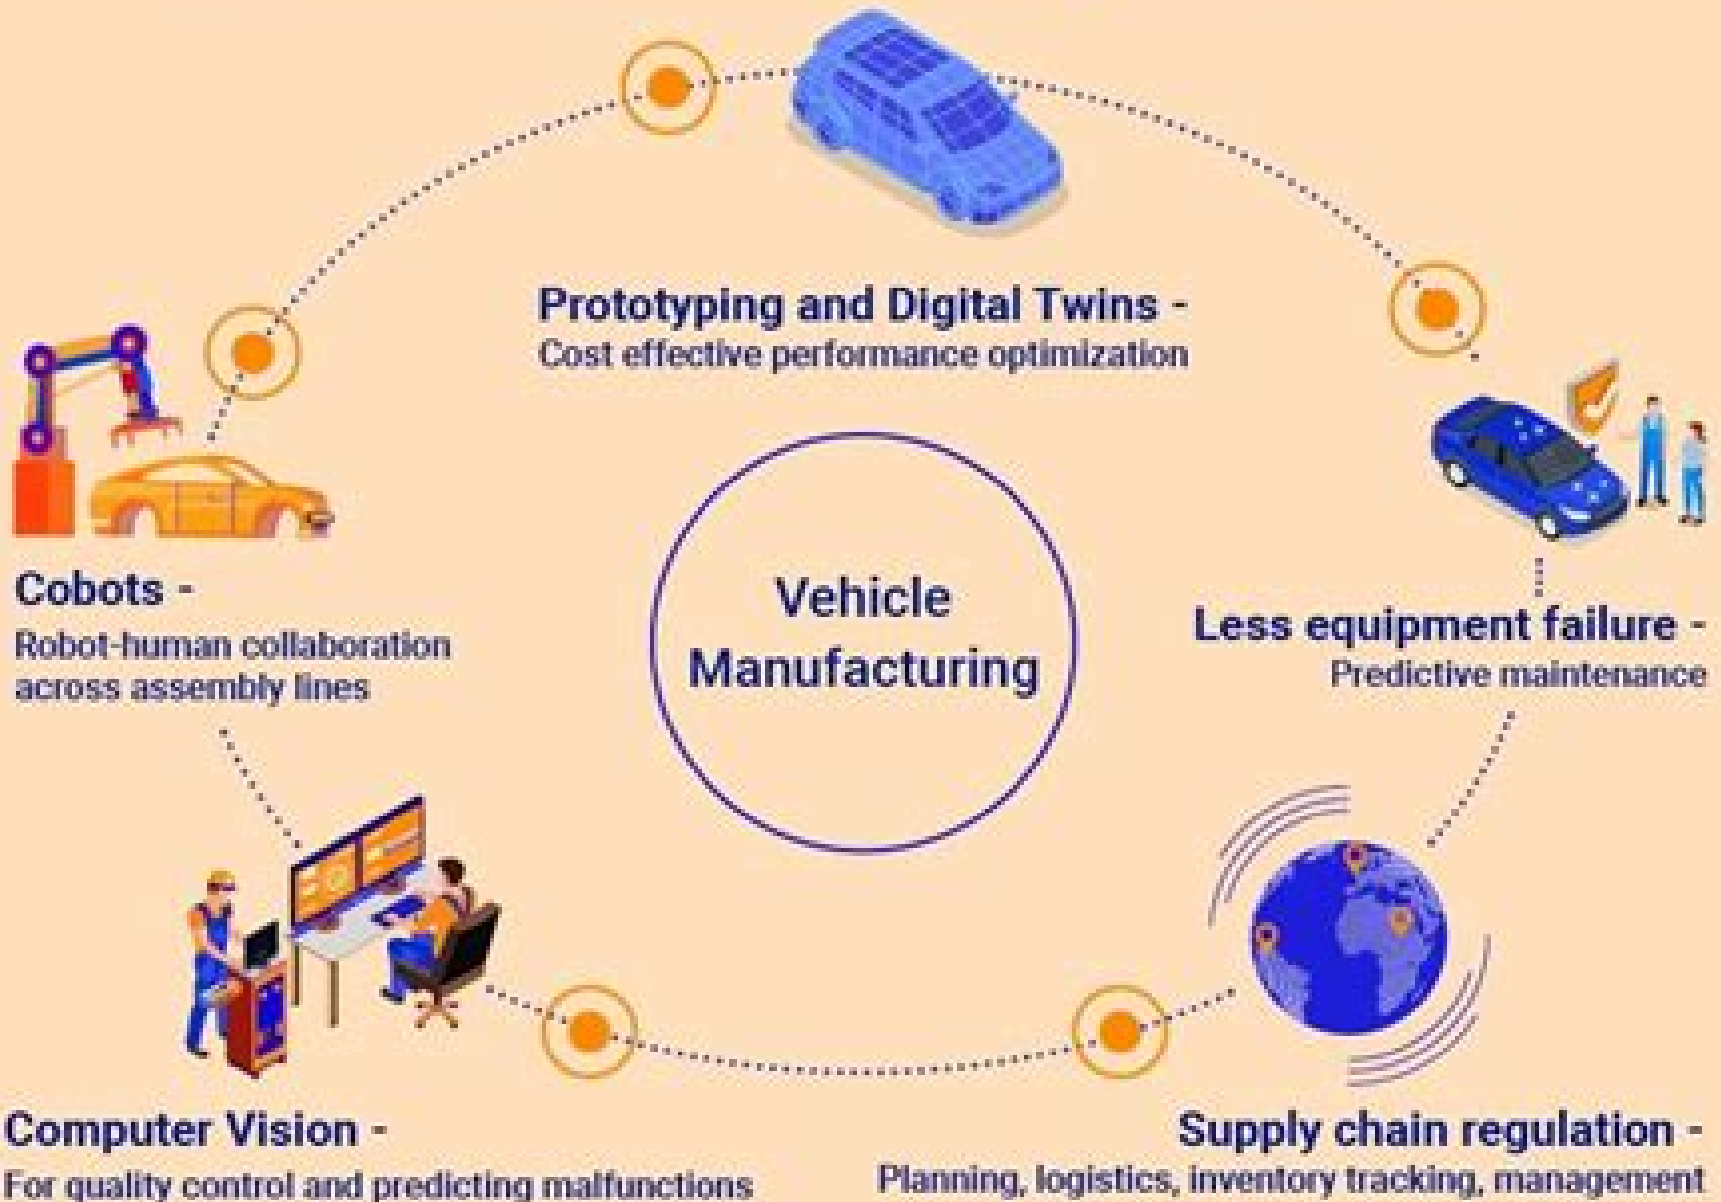 Prototyping and Digital Twins -
Cost effective performance optimization
Vehicle
Manufacturing
Cobots -
Robot-human collaboration
across assembly lines
Less equipment failure -
Predictive maintenance
Computer Vision -
For quality control and predicting malfunctions
Supply chain regulation -
Planning, logistics, inventory tracking, management